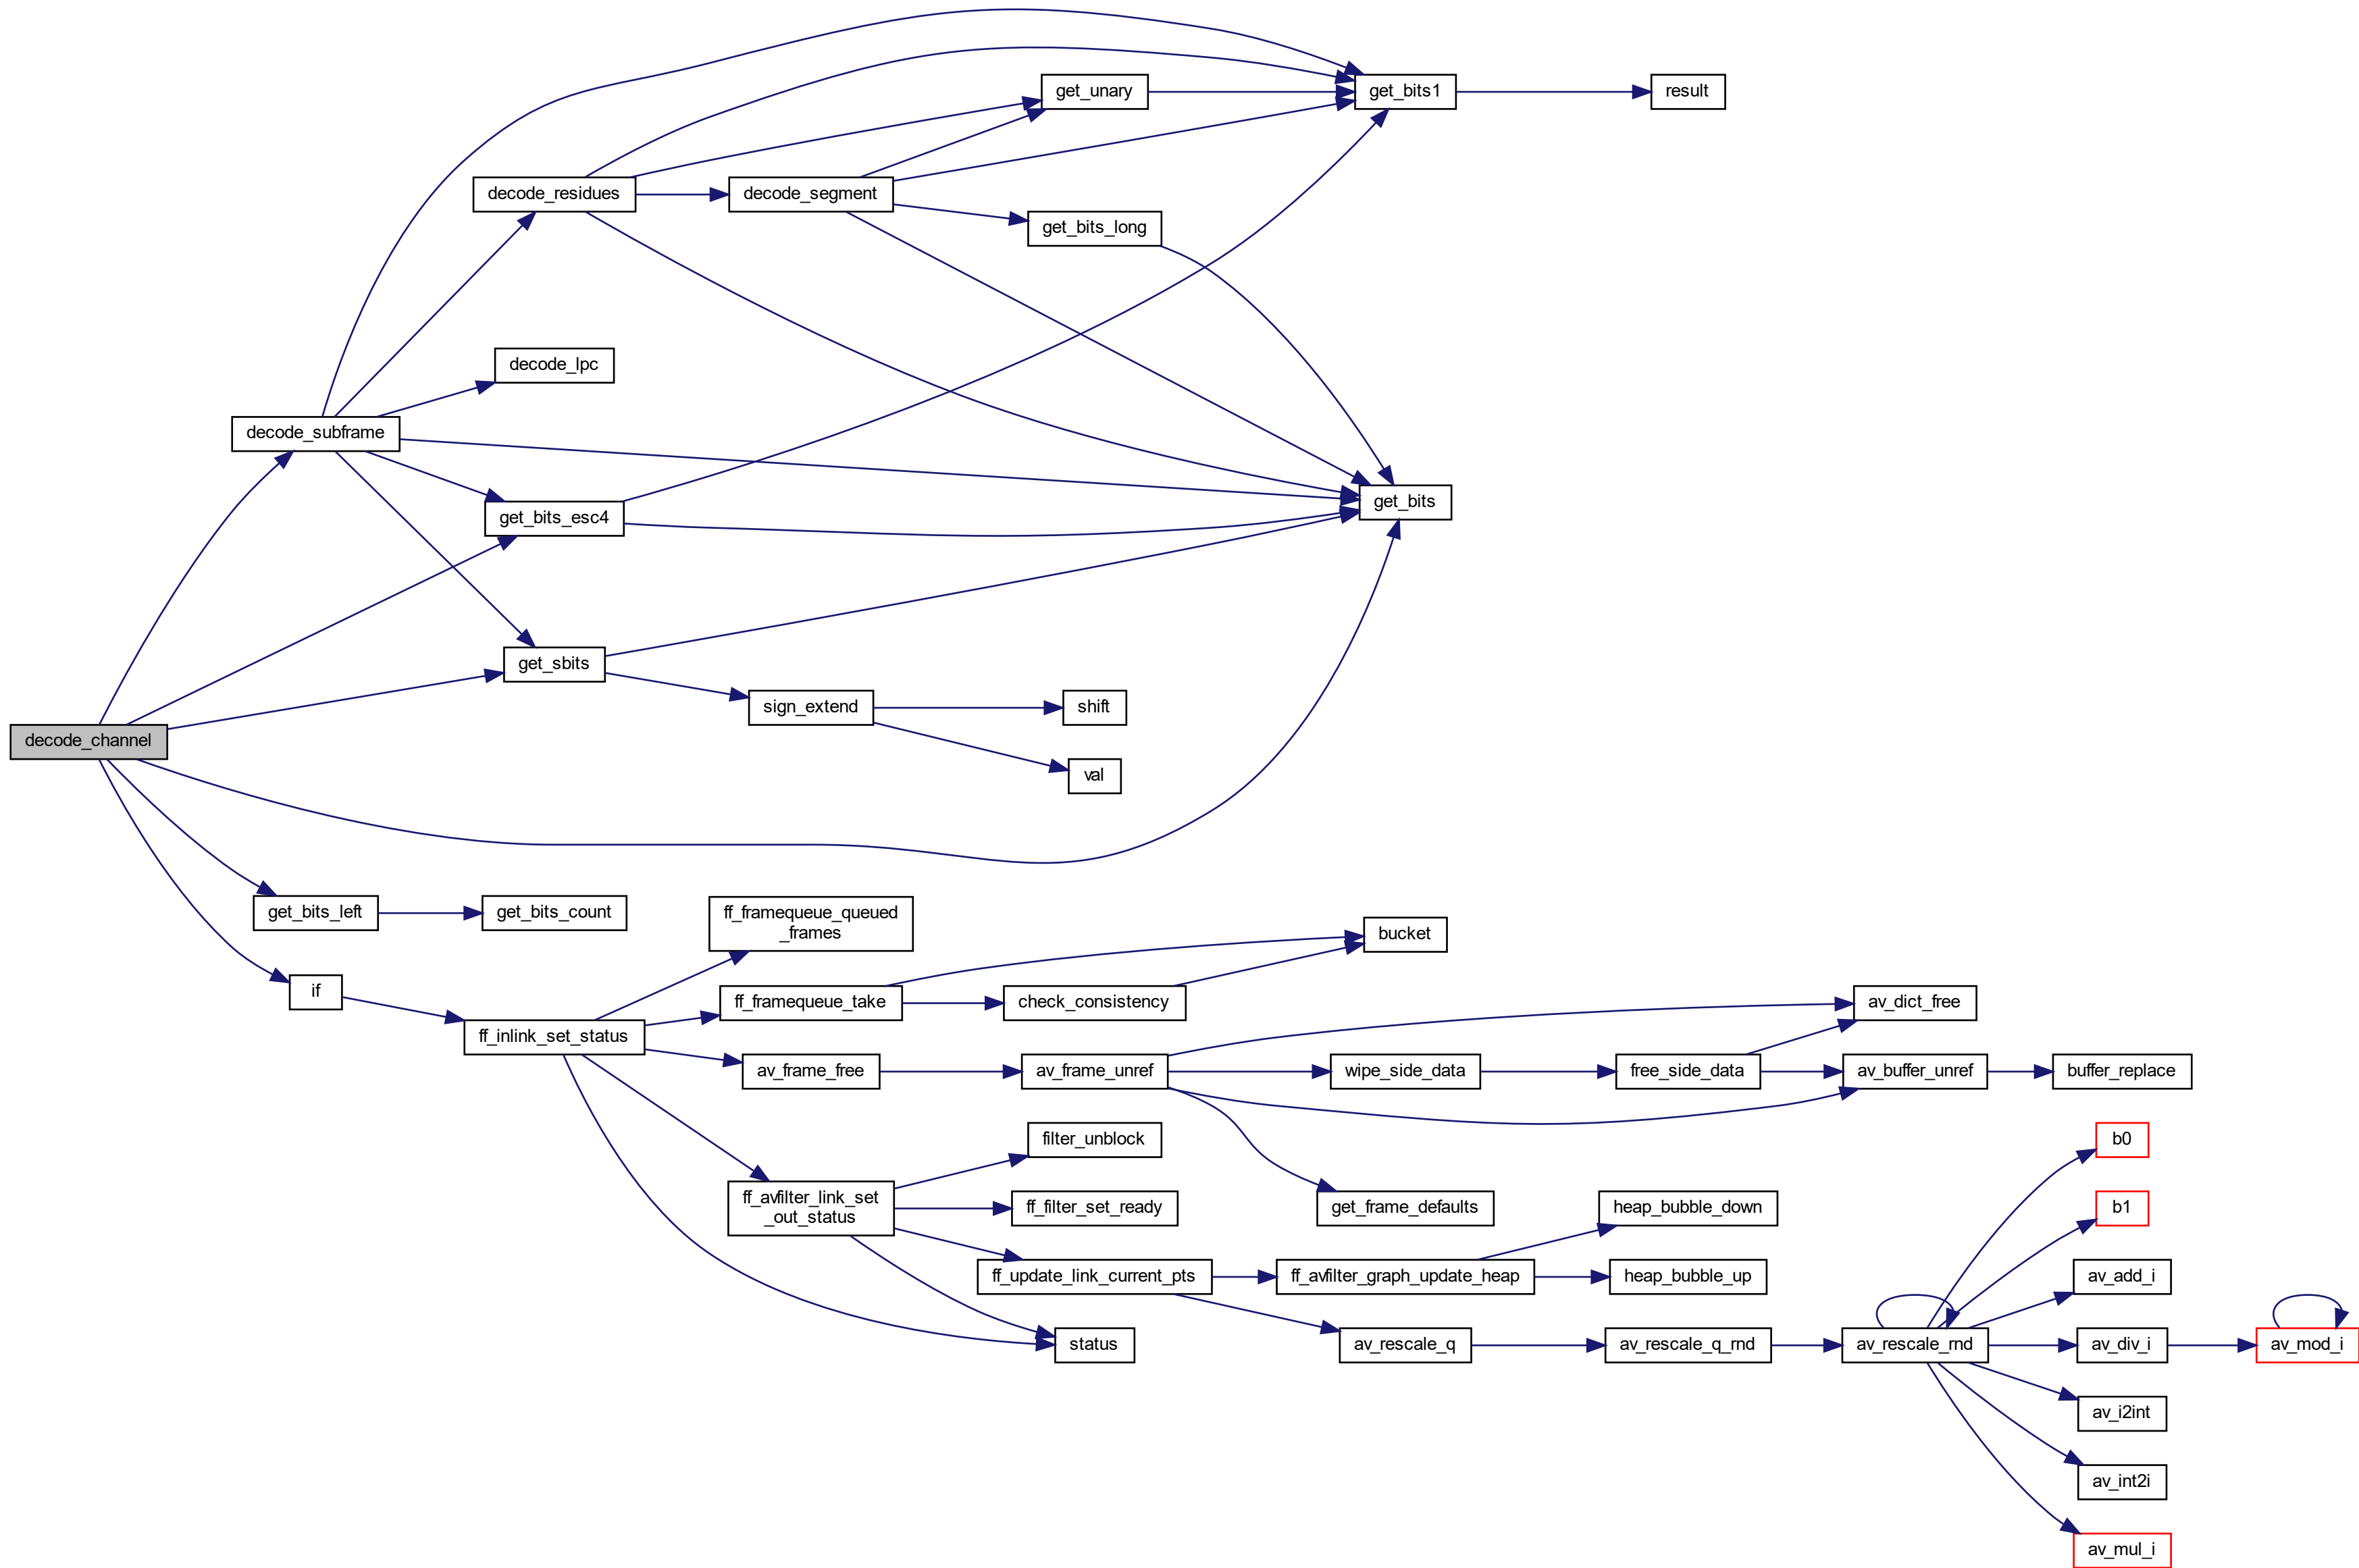 get_unary
get_bits1
result
decode_residues
decode_segment
get_bits_long
decode_lpc
decode_subframe
get_bits_esc4
get_bits
get_sbits
sign_extend
shift
decode_channel
val
get_bits_left
get_bits_count
ff_framequeue_queued
_frames
bucket
if
ff_framequeue_take
check_consistency
av_dict_free
ff_inlink_set_status
av_frame_free
av_frame_unref
wipe_side_data
free_side_data
av_buffer_unref
buffer_replace
filter_unblock
b0
ff_avfilter_link_set
_out_status
ff_filter_set_ready
get_frame_defaults
heap_bubble_down
b1
ff_update_link_current_pts
ff_avfilter_graph_update_heap
heap_bubble_up
av_add_i
status
av_rescale_q
av_rescale_q_rnd
av_rescale_rnd
av_div_i
av_mod_i
av_i2int
av_int2i
av_mul_i